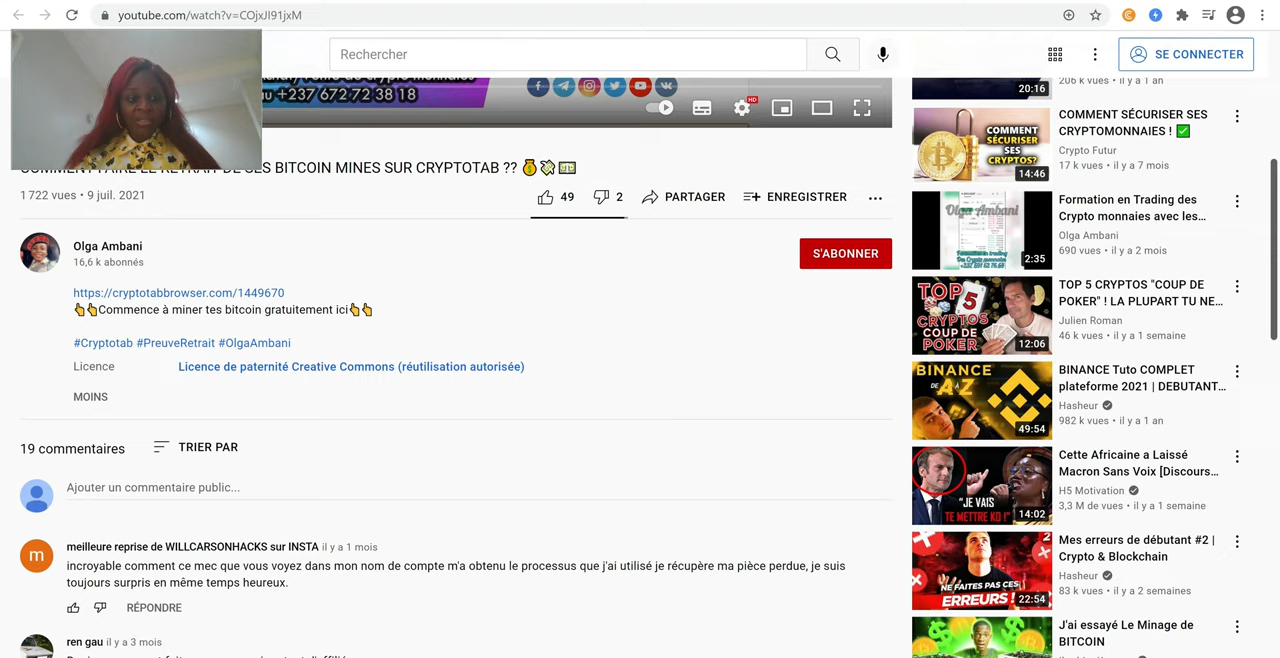 youtube.com/watch?v=COjxJI91jxM
Rechercher
SE CONNECTER
au +237 672 72 38 18
HD
SES BITCOIN MINES SUR CRYPTOTAB ??
1 722 vues • 9 juil. 2021
49
2
PARTAGER
ENREGISTRER
Olga Ambani
16,6 k abonnés
S'ABONNER
https://cryptotabbrowser.com/1449670
👆👆Commence à miner tes bitcoin gratuitement ici👆👆
#Cryptotab #PreuveRetrait #OlgaAmbani
Licence
Licence de paternité Creative Commons (réutilisation autorisée)
MOINS
19 commentaires
TRIER PAR
Ajouter un commentaire public...
m
meilleure reprise de WILLCARSONHACKS sur INSTA il y a 1 mois
incroyable comment ce mec que vous voyez dans mon nom de compte m'a obtenu le processus que j'ai utilisé je récupère ma pièce perdue, je suis
toujours surpris en même temps heureux.
RÉPONDRE
ren gau il y a 3 mois
206 k vues • il y a 1 an
20:16
COMMENT
SÉCURISER
SES
CRYPTOS?
14:46
COMMENT SÉCURISER SES
CRYPTOMONNAIES ! ✅
Crypto Futur
17 k vues • il y a 7 mois
Olga Ambani
2:35
Formation en Trading des
Crypto monnaies avec les...
Olga Ambani
690 vues • il y a 2 mois
TOP 5
CRYPTOS
COUP DE
POKER
12:06
TOP 5 CRYPTOS "COUP DE
POKER" ! LA PLUPART TU NE...
Julien Roman
46 k vues • il y a 1 semaine
BINANCE
DE A à Z
49:54
BINANCE Tuto COMPLET
plateforme 2021 | DEBUTANT...
Hasheur
982 k vues • il y a 1 an
"JE VAIS
TE METTRE KO !"
14:02
Cette Africaine a Laissé
Macron Sans Voix [Discours...
H5 Motivation
3,3 M de vues • il y a 1 semaine
NE FAITES PAS CES
ERREURS !
22:54
Mes erreurs de débutant #2 |
Crypto & Blockchain
Hasheur
83 k vues • il y a 2 semaines
J'ai essayé Le Minage de
BITCOIN